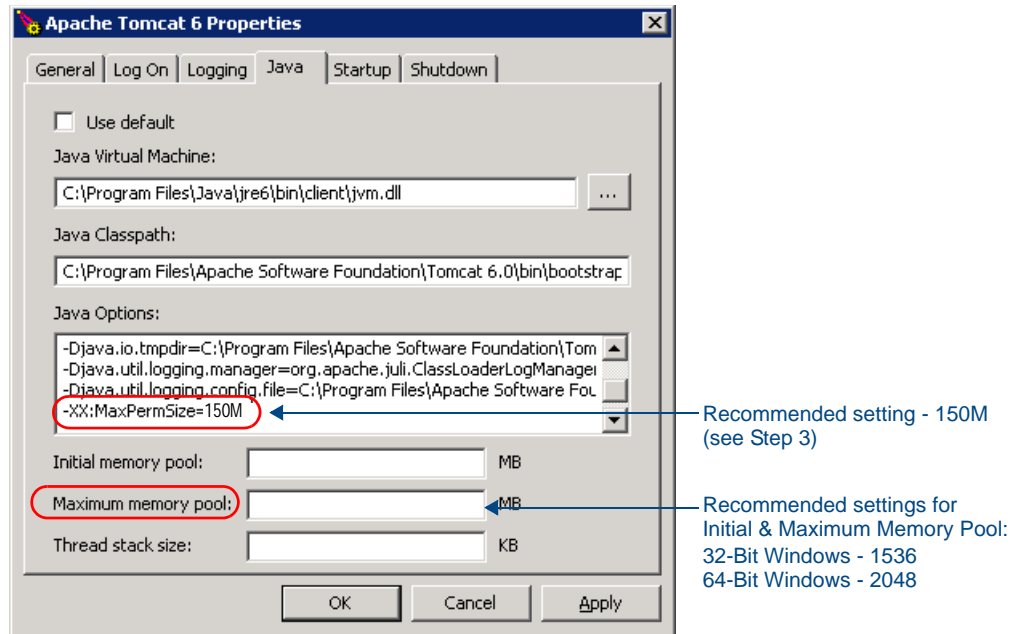 Apache Tomcat 6 Properties
General Log On Logging Java Startup Shutdown
Use default
Java Virtual Machine:
C:\Program Files\Java\jre6\bin\client\jvm.dll ...
Java Classpath:
C:\Program Files\Apache Software Foundation\Tomcat 6.0\bin\bootstrap
Java Options:
-Djava.io.tmpdir=C:\Program Files\Apache Software Foundation\Tom
-Djava.util.logging.manager=org.apache.juli.ClassLoaderLogManager
-Djava.util.logging.config.file=C:\Program Files\Apache Software Fou
-XX:MaxPermSize=150M
Recommended setting - 150M
(see Step 3)
Initial memory pool: MB
Maximum memory pool: MB
Recommended settings for
Initial & Maximum Memory Pool:
32-Bit Windows - 1536
64-Bit Windows - 2048
Thread stack size: KB
OK Cancel Apply